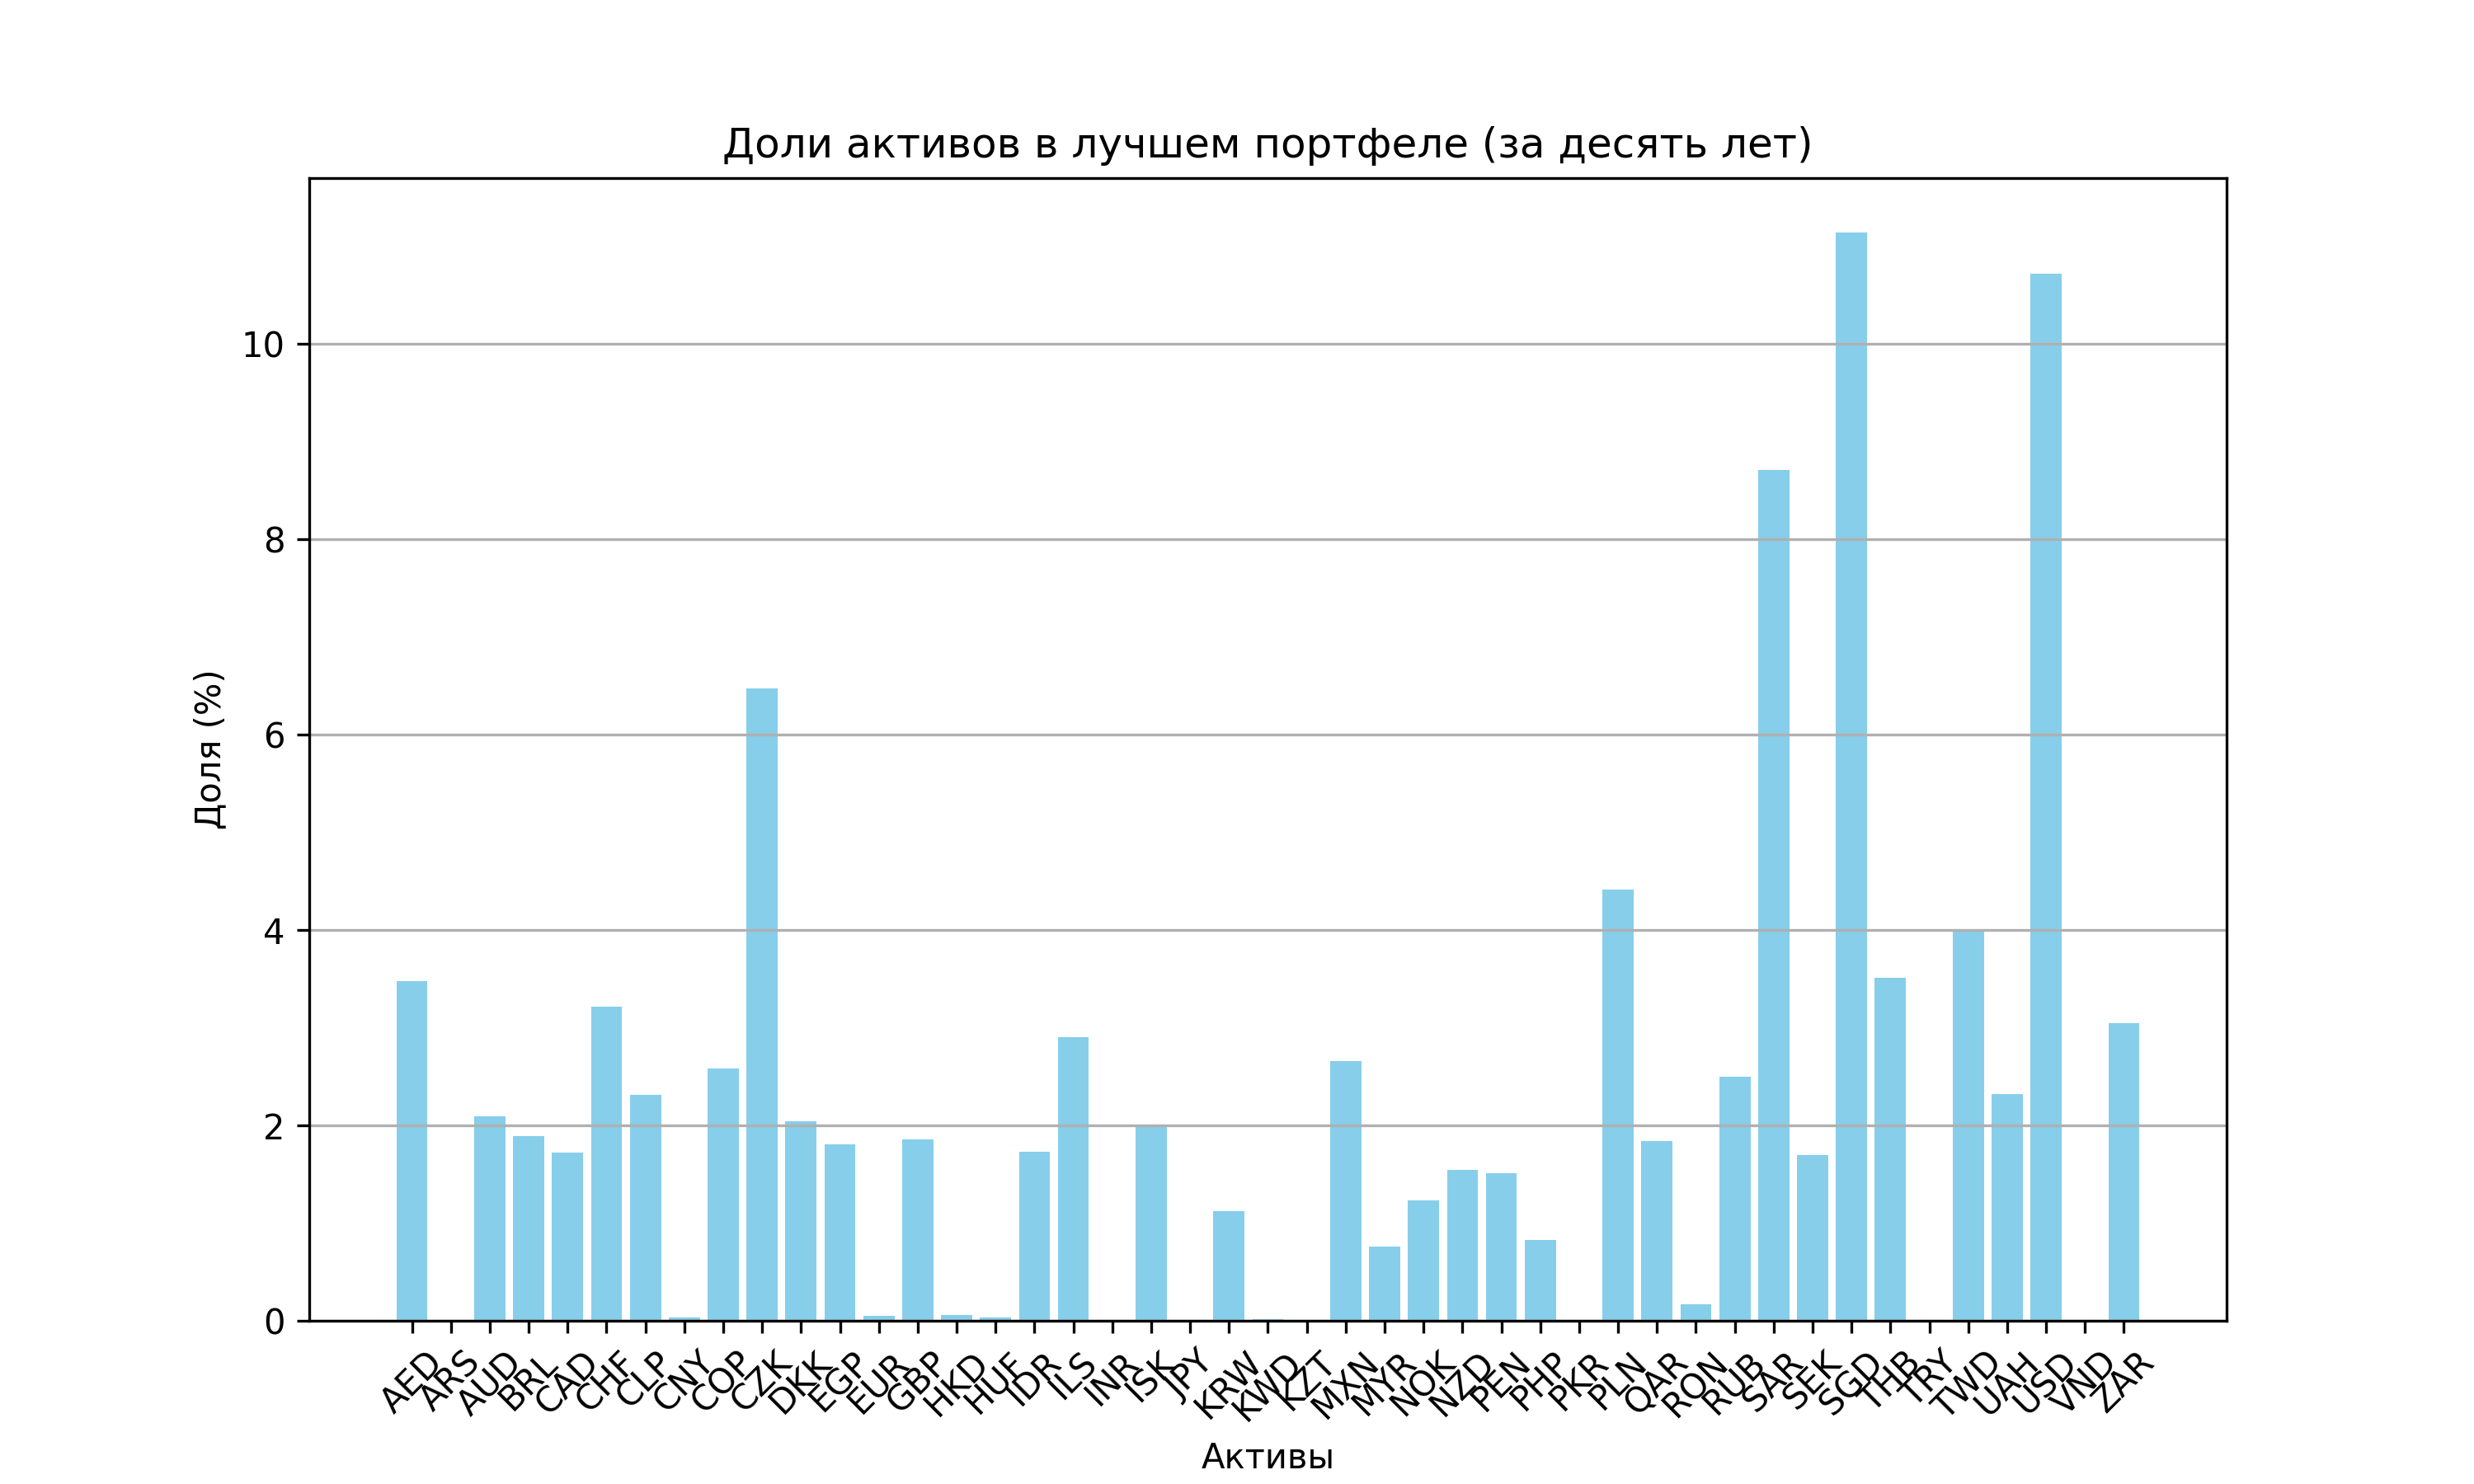 Доли активов в лучшем портфеле (за десять лет)
Доля (%)
10
8
6
4
2
0
AED
ARS
AUD
BRL
CAD
CHF
CLP
CNY
COP
CZK
DKK
EGP
EUR
GBP
HKD
HUF
IDR
ILS
INR
ISK
JPY
KRW
KWD
KZT
MXN
MYR
NOK
NZD
PEN
PHP
PKR
PLN
QAR
RON
RUB
SAR
SEK
SGD
THB
TRY
TWD
UAH
USD
VND
ZAR
Активы